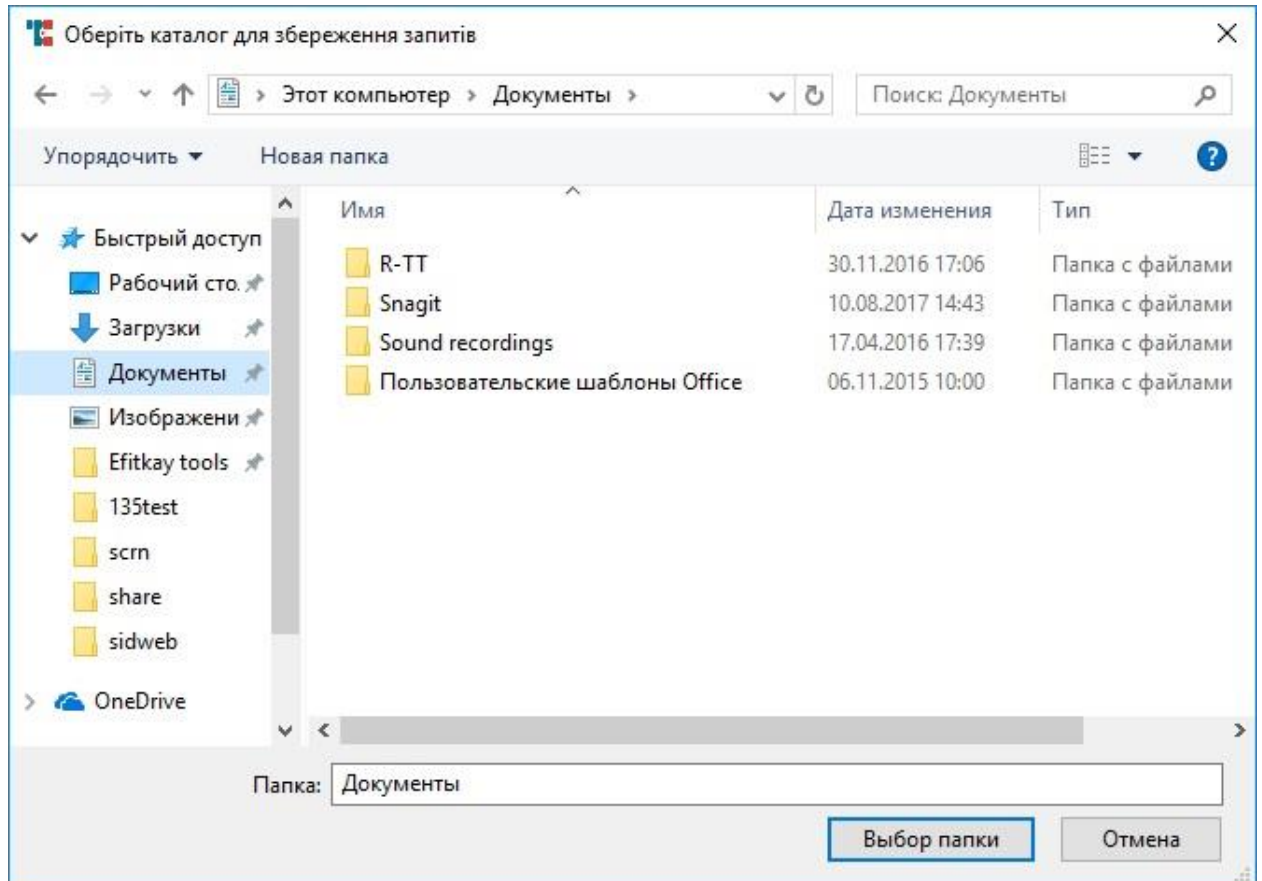 Оберіть каталог для збереження запитів
Этот компьютер > Документы >
Поиск: Документы
Упорядочить
Новая папка
Имя
Дата изменения
Тип
Быстрый доступ
Рабочий сто.
Загрузки
Документы
Изображени
Efitkay tools
135test
scrn
share
sidweb
OneDrive
R-TT 30.11.2016 17:06 Папка с файлами
Snagit 10.08.2017 14:43 Папка с файлами
Sound recordings 17.04.2016 17:39 Папка с файлами
Пользовательские шаблоны Office 06.11.2015 10:00 Папка с файлами
Папка: Документы
Выбор папки
Отмена